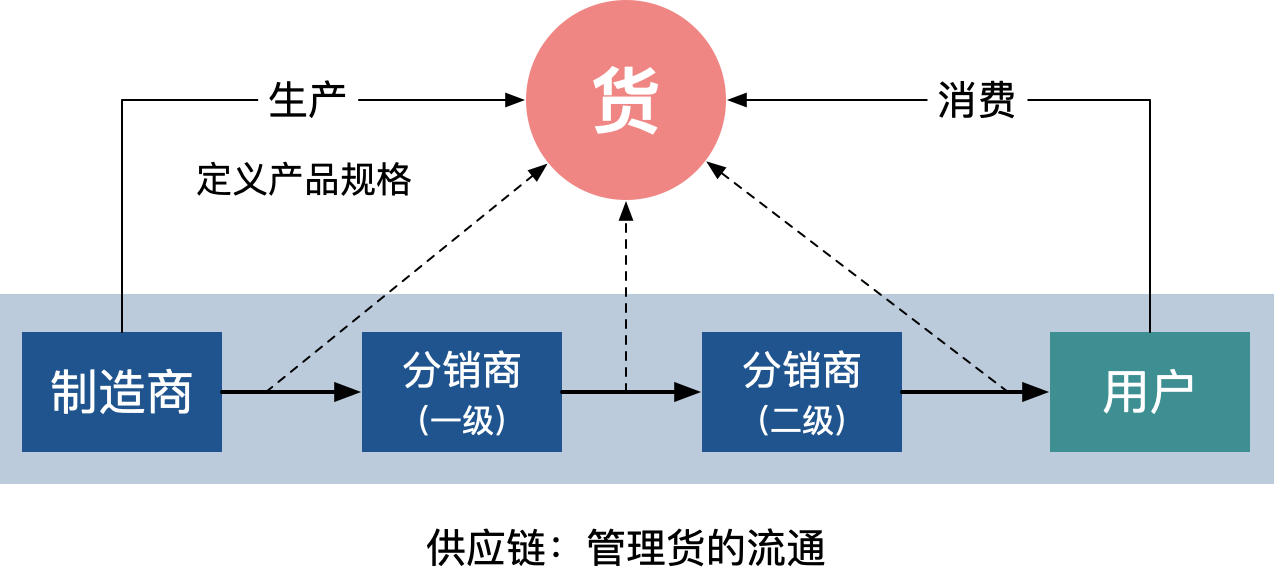 货
生产
消费
定义产品规格
制造商
分销商
(一级)
分销商
(二级)
用户
供应链：管理货的流通